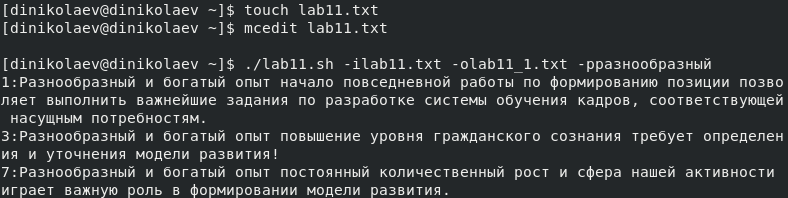 [dinikolaev@dinikolaev ~]$ touch lab11.txt
[dinikolaev@dinikolaev ~]$ mcedit lab11.txt
[dinikolaev@dinikolaev ~]$ ./lab11.sh -ilab11.txt -olab11_1.txt -pразнообразный
1:Разнообразный и богатый опыт начало повседневной работы по формированию позиции позво
ляет выполнить важнейшие задания по разработке системы обучения кадров, соответствующей
насущным потребностям.
3:Разнообразный и богатый опыт повышение уровня гражданского сознания требует определен
ия и уточнения модели развития!
7:Разнообразный и богатый опыт постоянный количественный рост и сфера нашей активности
играет важную роль в формировании модели развития.